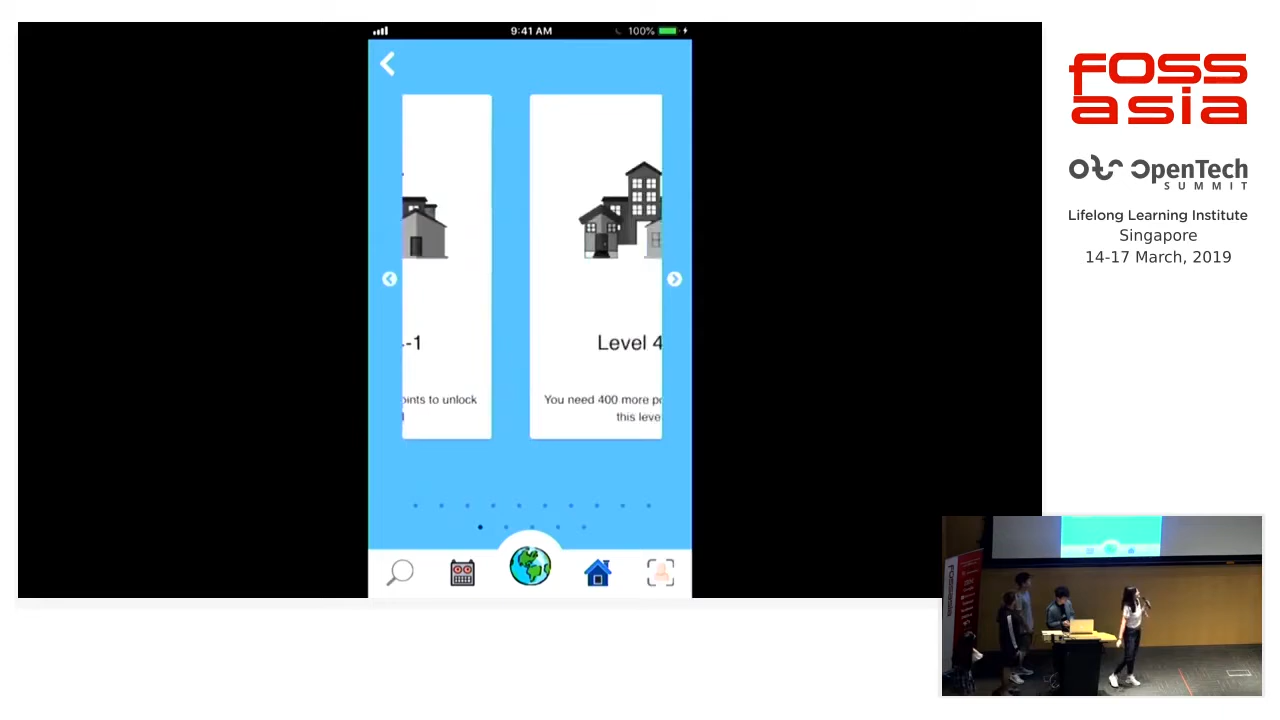 9:41 AM
100%
-1
Level 4
oints to unlock
You need 400 more po
this leve
foss
asia
OpenTech
SUMMIT
Lifelong Learning Institute
Singapore
14-17 March, 2019